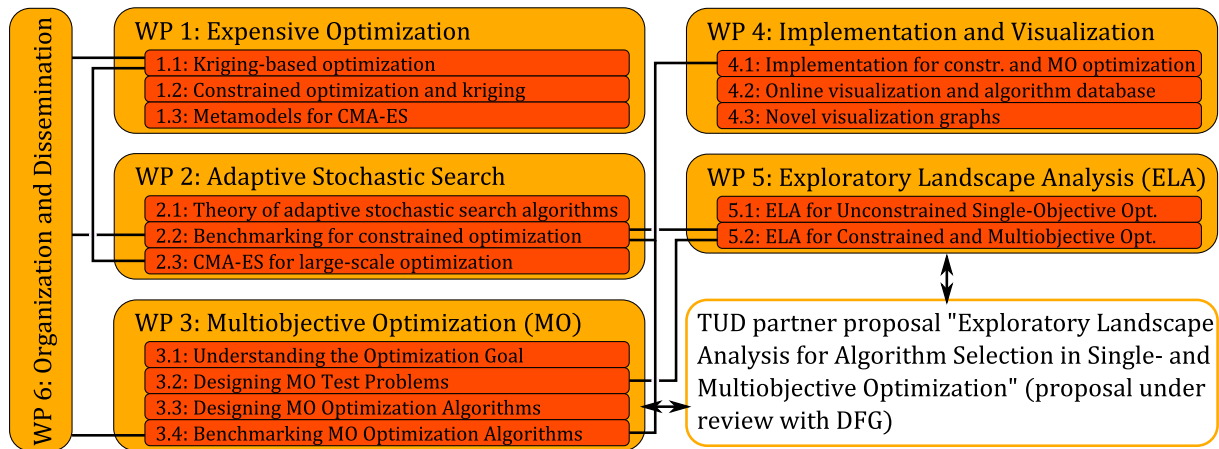 WP 6: Organization and Dissemination
WP 1: Expensive Optimization
1.1: Kriging-based optimization
1.2: Constrained optimization and kriging
1.3: Metamodels for CMA-ES
WP 2: Adaptive Stochastic Search
2.1: Theory of adaptive stochastic search algorithms
2.2: Benchmarking for constrained optimization
2.3: CMA-ES for large-scale optimization
WP 3: Multiobjective Optimization (MO)
3.1: Understanding the Optimization Goal
3.2: Designing MO Test Problems
3.3: Designing MO Optimization Algorithms
3.4: Benchmarking MO Optimization Algorithms
WP 4: Implementation and Visualization
4.1: Implementation for constr. and MO optimization
4.2: Online visualization and algorithm database
4.3: Novel visualization graphs
WP 5: Exploratory Landscape Analysis (ELA)
5.1: ELA for Unconstrained Single-Objective Opt.
5.2: ELA for Constrained and Multiobjective Opt.
TUD partner proposal "Exploratory Landscape
Analysis for Algorithm Selection in Single- and
Multiobjective Optimization" (proposal under
review with DFG)